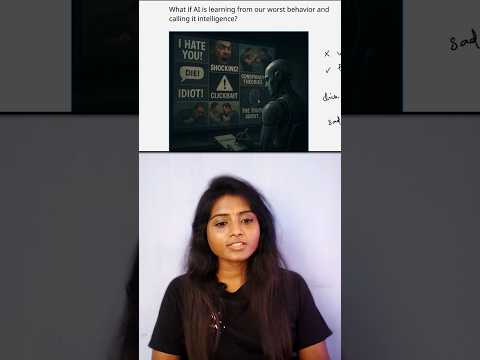 What if AI is learning from our worst behavior and
calling it intelligence?
I HATE
YOU!
DIE!
IDIOT!
SHOCKING!
CLICKBAIT
CONSPIRACY
THEORIES
sad